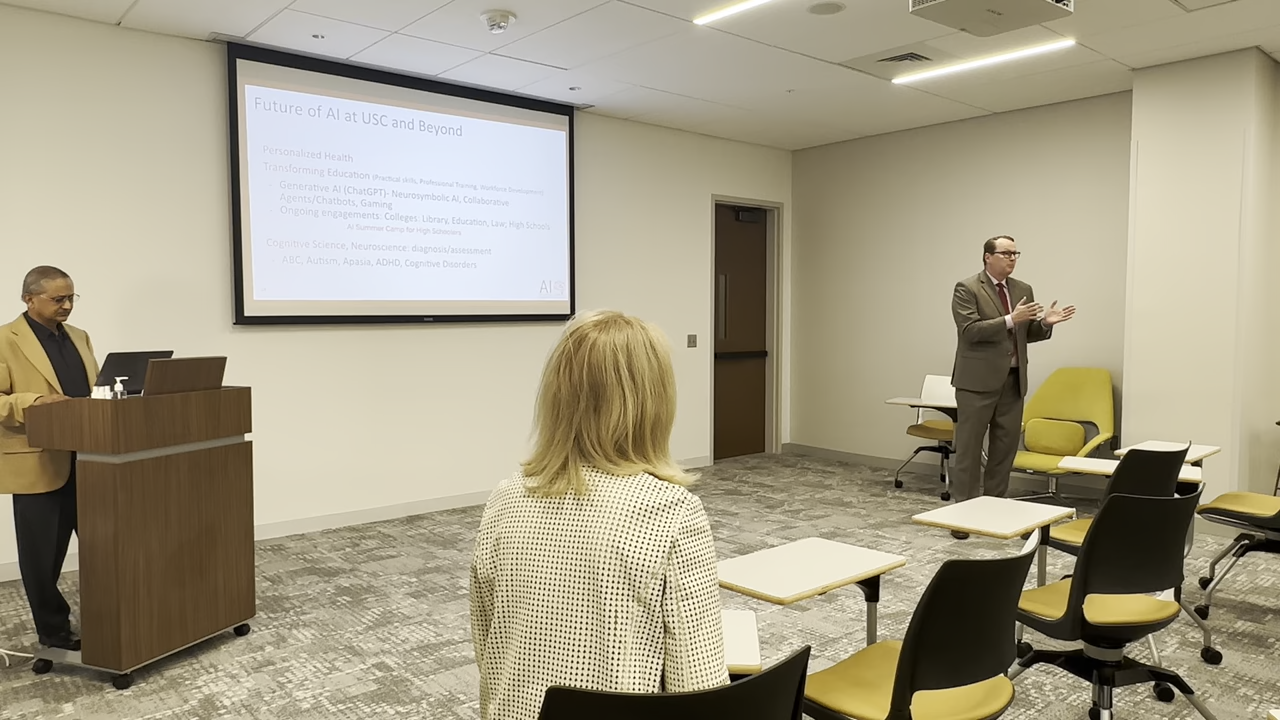 Future of AI at USC and Beyond
Personalized Health
Transforming Education (Practical skills, Professional Training, Workforce Development)
- Generative AI (ChatGPT)- Neurosymbolic AI, Collaborative
Agents/Chatbots, Gaming
- Ongoing engagements: Colleges: Library, Education, Law, High Schools
AI Summer Camp for High Schoolers
Cognitive Science, Neuroscience: diagnosis/assessment
- ABC, Autism, Apasia, ADHD, Cognitive Disorders
AI